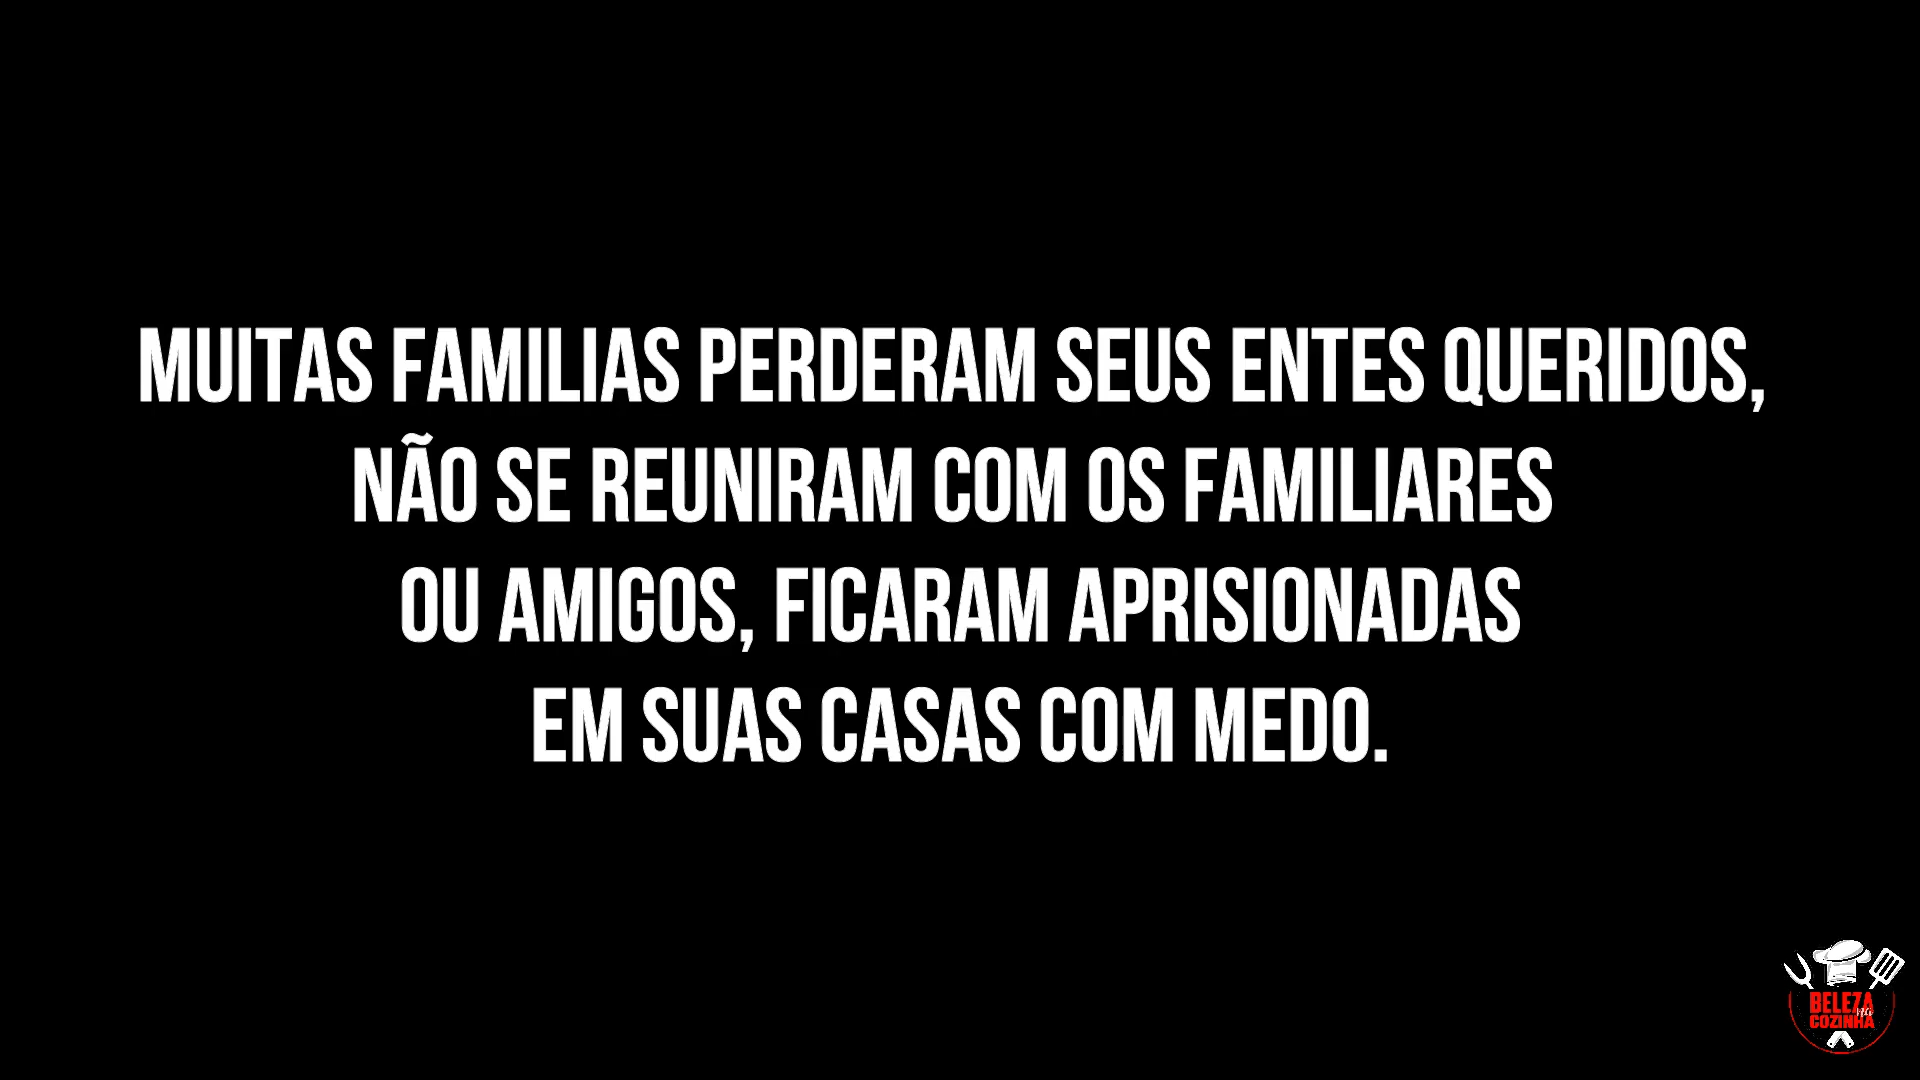 MUITAS FAMILIAS PERDERAM SEUS ENTES QUERIDOS,
NÃO SE REUNIRAM COM OS FAMILIARES
OU AMIGOS, FICARAM APRISIONADAS
EM SUAS CASAS COM MEDO.
BELEZA
na
COZINHA